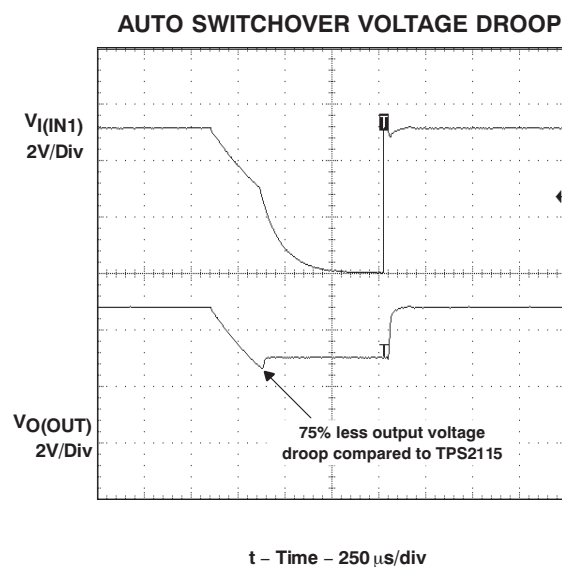 AUTO SWITCHOVER VOLTAGE DROOP
VI(IN1)
2V/Div
T
T
VO(OUT)
2V/Div
75% less output voltage
droop compared to TPS2115
t – Time – 250 µs/div